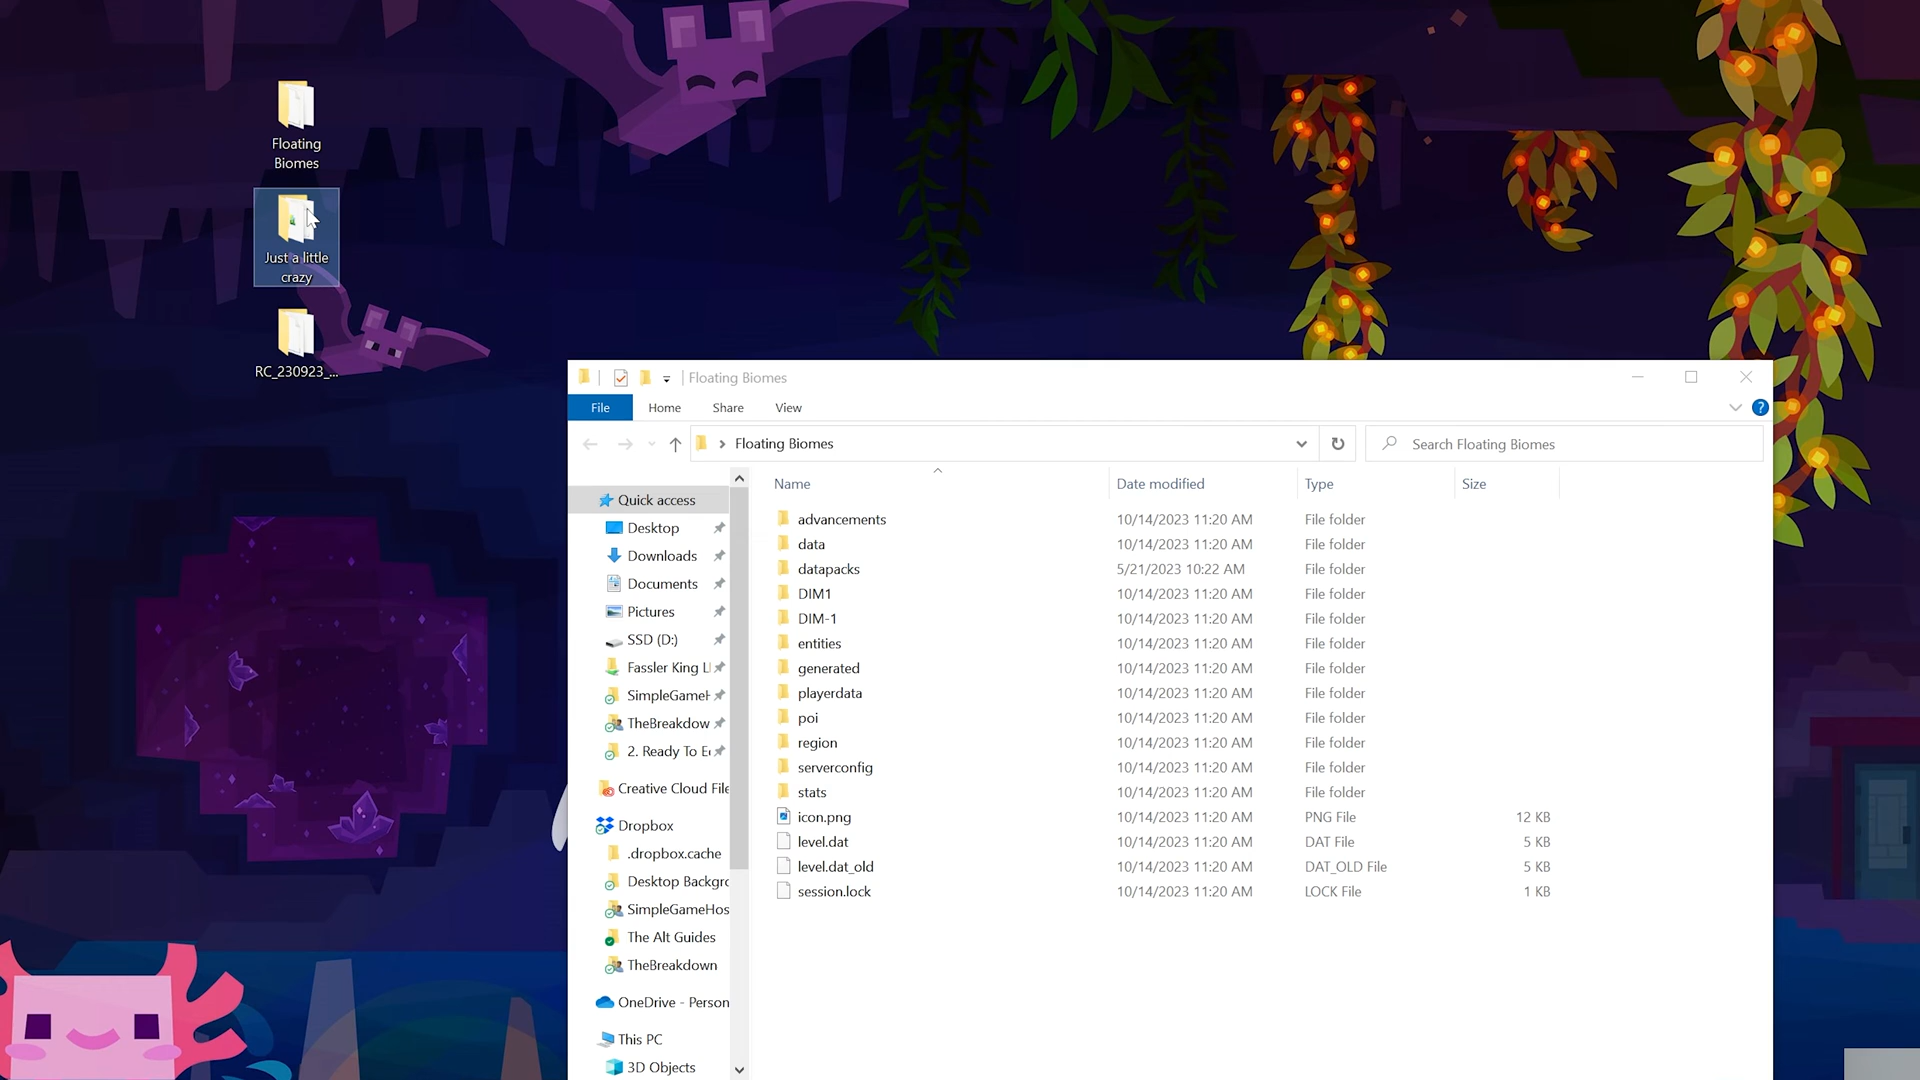 Floating
Biomes
Just a little
crazy
RC_230923_...
Floating Biomes
File Home Share View
Floating Biomes
Search Floating Biomes
Name Date modified Type Size
Quick access
Desktop
Downloads
Documents
Pictures
SSD (D:)
Fassler King Ll
SimpleGameH
TheBreakdow
2. Ready To Ec
Creative Cloud File
Dropbox
.dropbox.cache
Desktop Backgro
SimpleGameHos
The Alt Guides
TheBreakdown
OneDrive - Person
This PC
3D Objects
advancements 10/14/2023 11:20 AM File folder
data 10/14/2023 11:20 AM File folder
datapacks 5/21/2023 10:22 AM File folder
DIM1 10/14/2023 11:20 AM File folder
DIM-1 10/14/2023 11:20 AM File folder
entities 10/14/2023 11:20 AM File folder
generated 10/14/2023 11:20 AM File folder
playerdata 10/14/2023 11:20 AM File folder
poi 10/14/2023 11:20 AM File folder
region 10/14/2023 11:20 AM File folder
serverconfig 10/14/2023 11:20 AM File folder
stats 10/14/2023 11:20 AM File folder
icon.png 10/14/2023 11:20 AM PNG File 12 KB
level.dat 10/14/2023 11:20 AM DAT File 5 KB
level.dat_old 10/14/2023 11:20 AM DAT_OLD File 5 KB
session.lock 10/14/2023 11:20 AM LOCK File 1 KB